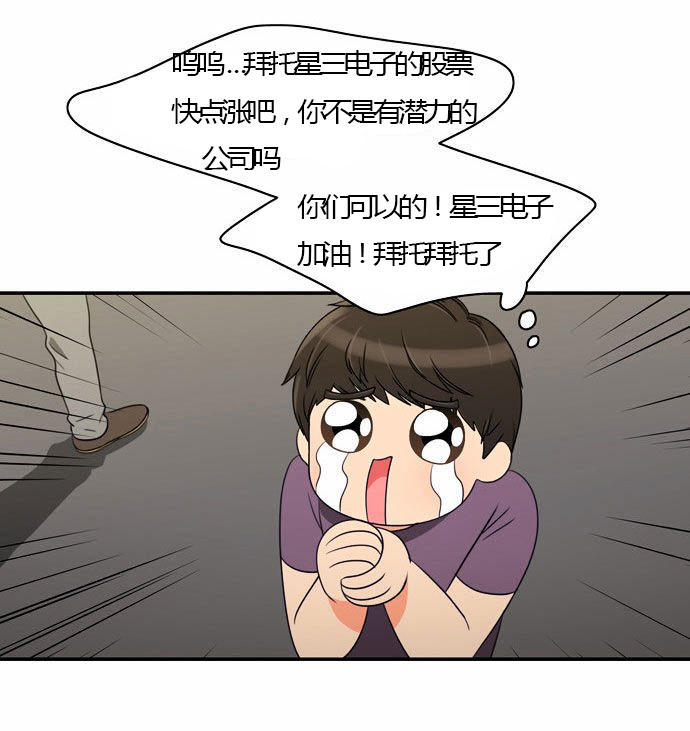 呜呜...拜托星三电子的股票
快点涨吧，你不是有潜力的
公司吗
你们可以的！星三电子
加油！拜托拜托了